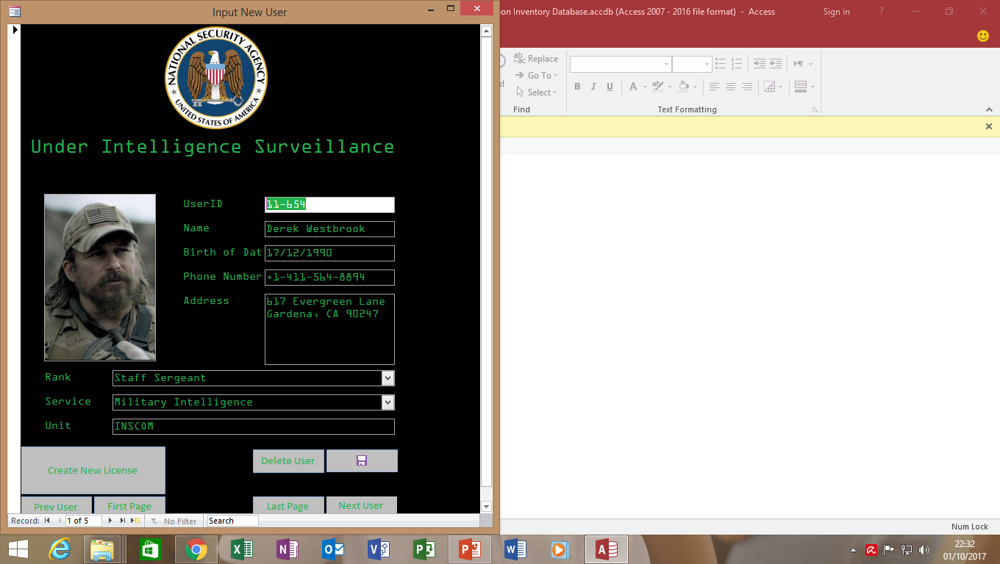 Input New User
on Inventory Database.accdb (Access 2007 - 2016 file format) - Access
Sign in
?
NATIONAL SECURITY AGENCY
UNITED STATES OF AMERICA
Replace
Go To
Select
Find
B I U
A
Text Formatting
Under Intelligence Surveillance
UserID 11-654
Name Derek Westbrook
Birth of Dat 17/12/1990
Phone Number +1-411-564-8894
Address 617 Evergreen Lane
Gardena, CA 90247
Rank Staff Sergeant
Service Military Intelligence
Unit INSCOM
Create New License
Delete User
Prev User
First Page
Last Page
Next User
Record: 1 of 5 No Filter Search
Num Lock
22:32
01/10/2017